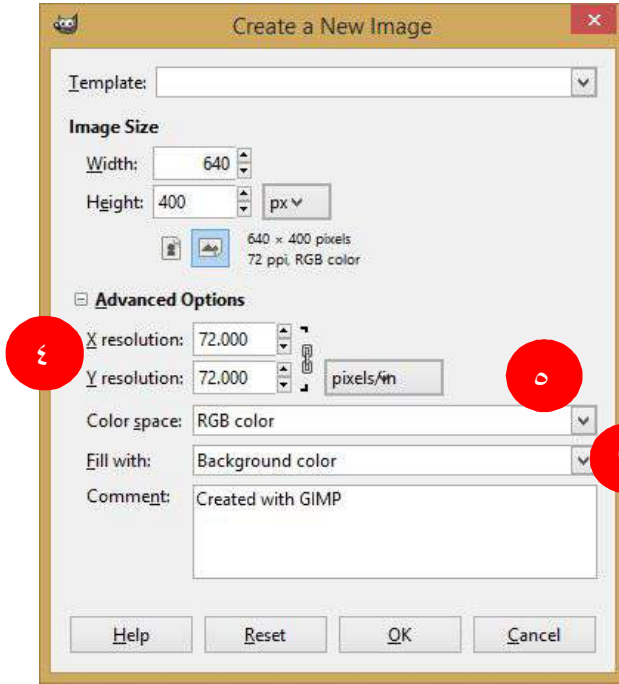 Create a New Image
Template:
Image Size
Width: 640
Height: 400 px
640 × 400 pixels
72 ppi, RGB color
Advanced Options
٤
X resolution: 72.000
Y resolution: 72.000 pixels/in
٥
Color space: RGB color
Fill with: Background color
Comment: Created with GIMP
Help Reset OK Cancel